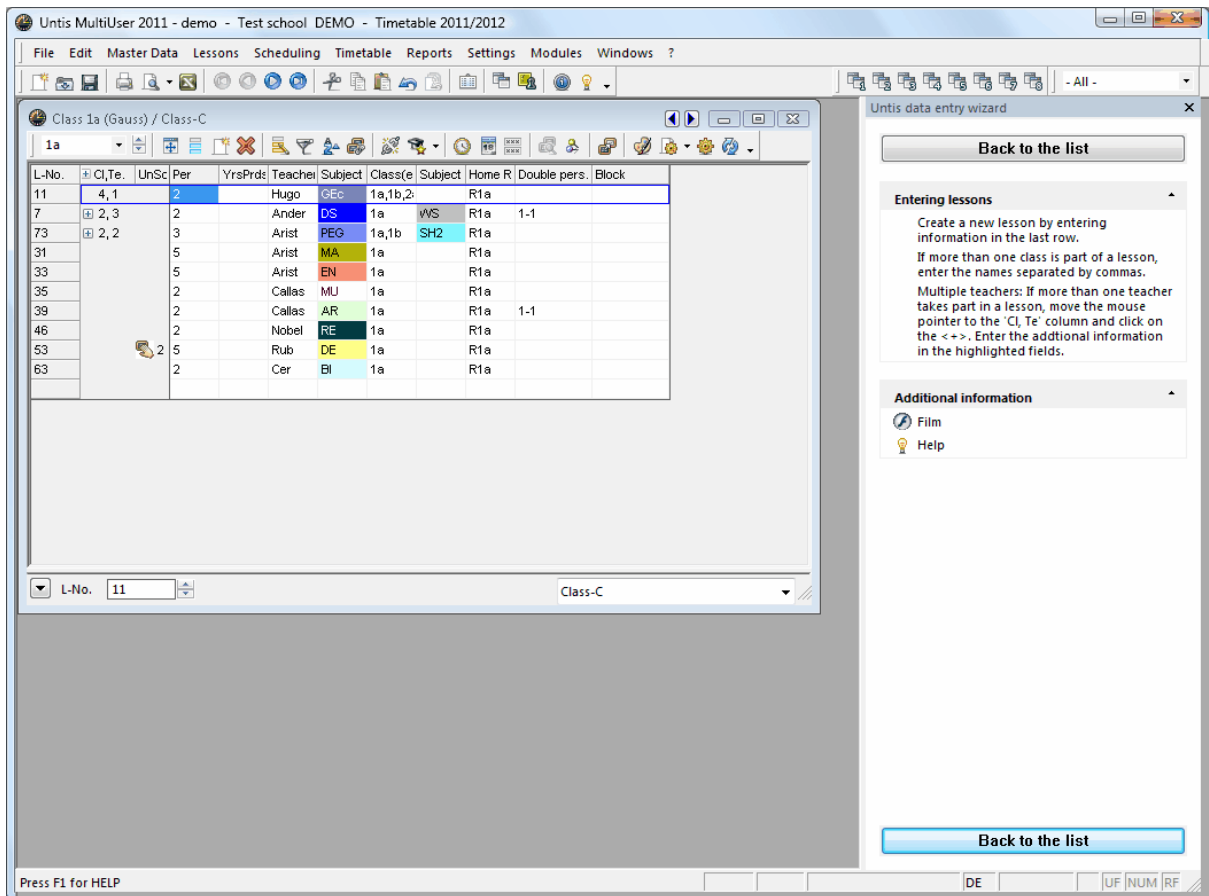 Untis MultiUser 2011 - demo - Test school DEMO - Timetable 2011/2012
File Edit Master Data Lessons Scheduling Timetable Reports Settings Modules Windows ?
- All -
Class 1a (Gauss) / Class-C
1a
L-No. Cl,Te. UnSc Per YrsPrds Teacher Subject Class(e Subject Home R Double pers. Block
11 4, 1 2 Hugo GEc 1a,1b,2a R1a
7 2, 3 2 Ander DS 1a WS R1a 1-1
73 2, 2 3 Arist PEG 1a,1b SH2 R1a
31 5 Arist MA 1a R1a
33 5 Arist EN 1a R1a
35 2 Callas MU 1a R1a
39 2 Callas AR 1a R1a 1-1
46 2 Nobel RE 1a R1a
53 2 5 Rub DE 1a R1a
63 2 Cer BI 1a R1a
L-No. 11 Class-C
Untis data entry wizard
Back to the list
Entering lessons
Create a new lesson by entering
information in the last row.
If more than one class is part of a lesson,
enter the names separated by commas.
Multiple teachers: If more than one teacher
takes part in a lesson, move the mouse
pointer to the 'Cl, Te' column and click on
the <+>. Enter the addtional information
in the highlighted fields.
Additional information
Film
Help
Back to the list
Press F1 for HELP DE UF NUM RF